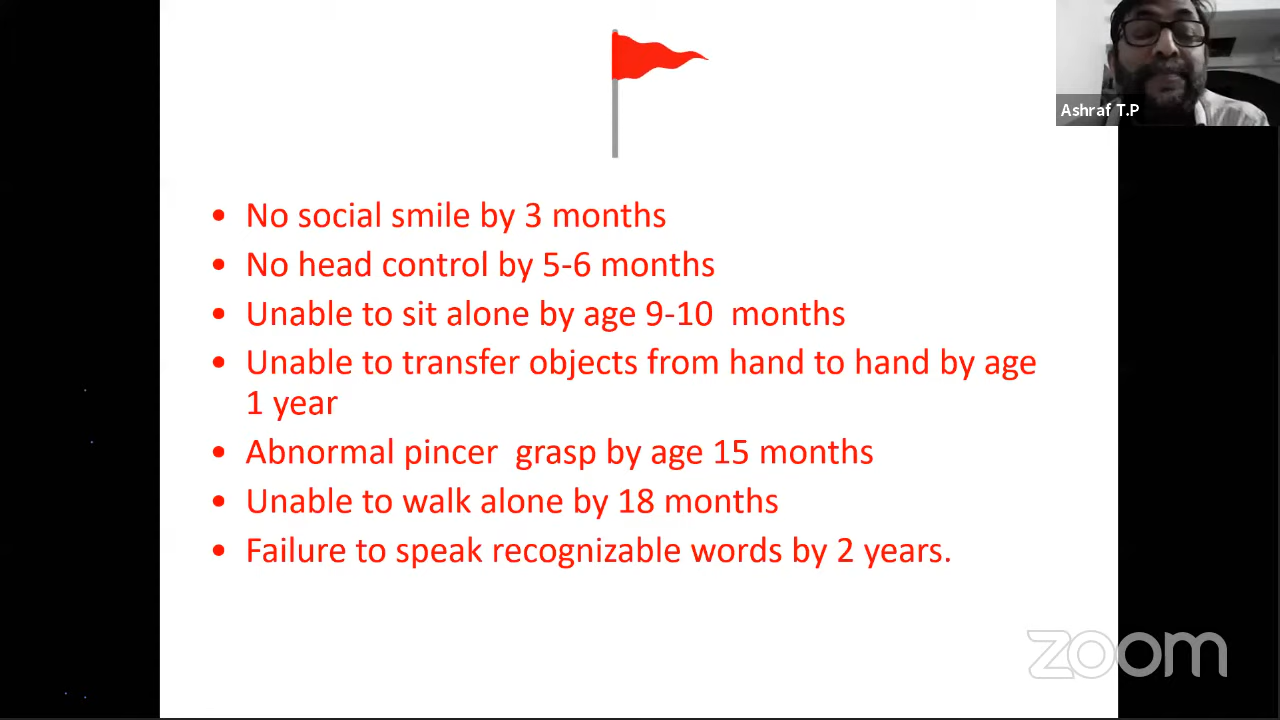 Ashraf T.P
• No social smile by 3 months
• No head control by 5-6 months
• Unable to sit alone by age 9-10 months
• Unable to transfer objects from hand to hand by age
1 year
• Abnormal pincer grasp by age 15 months
• Unable to walk alone by 18 months
• Failure to speak recognizable words by 2 years.
zoom